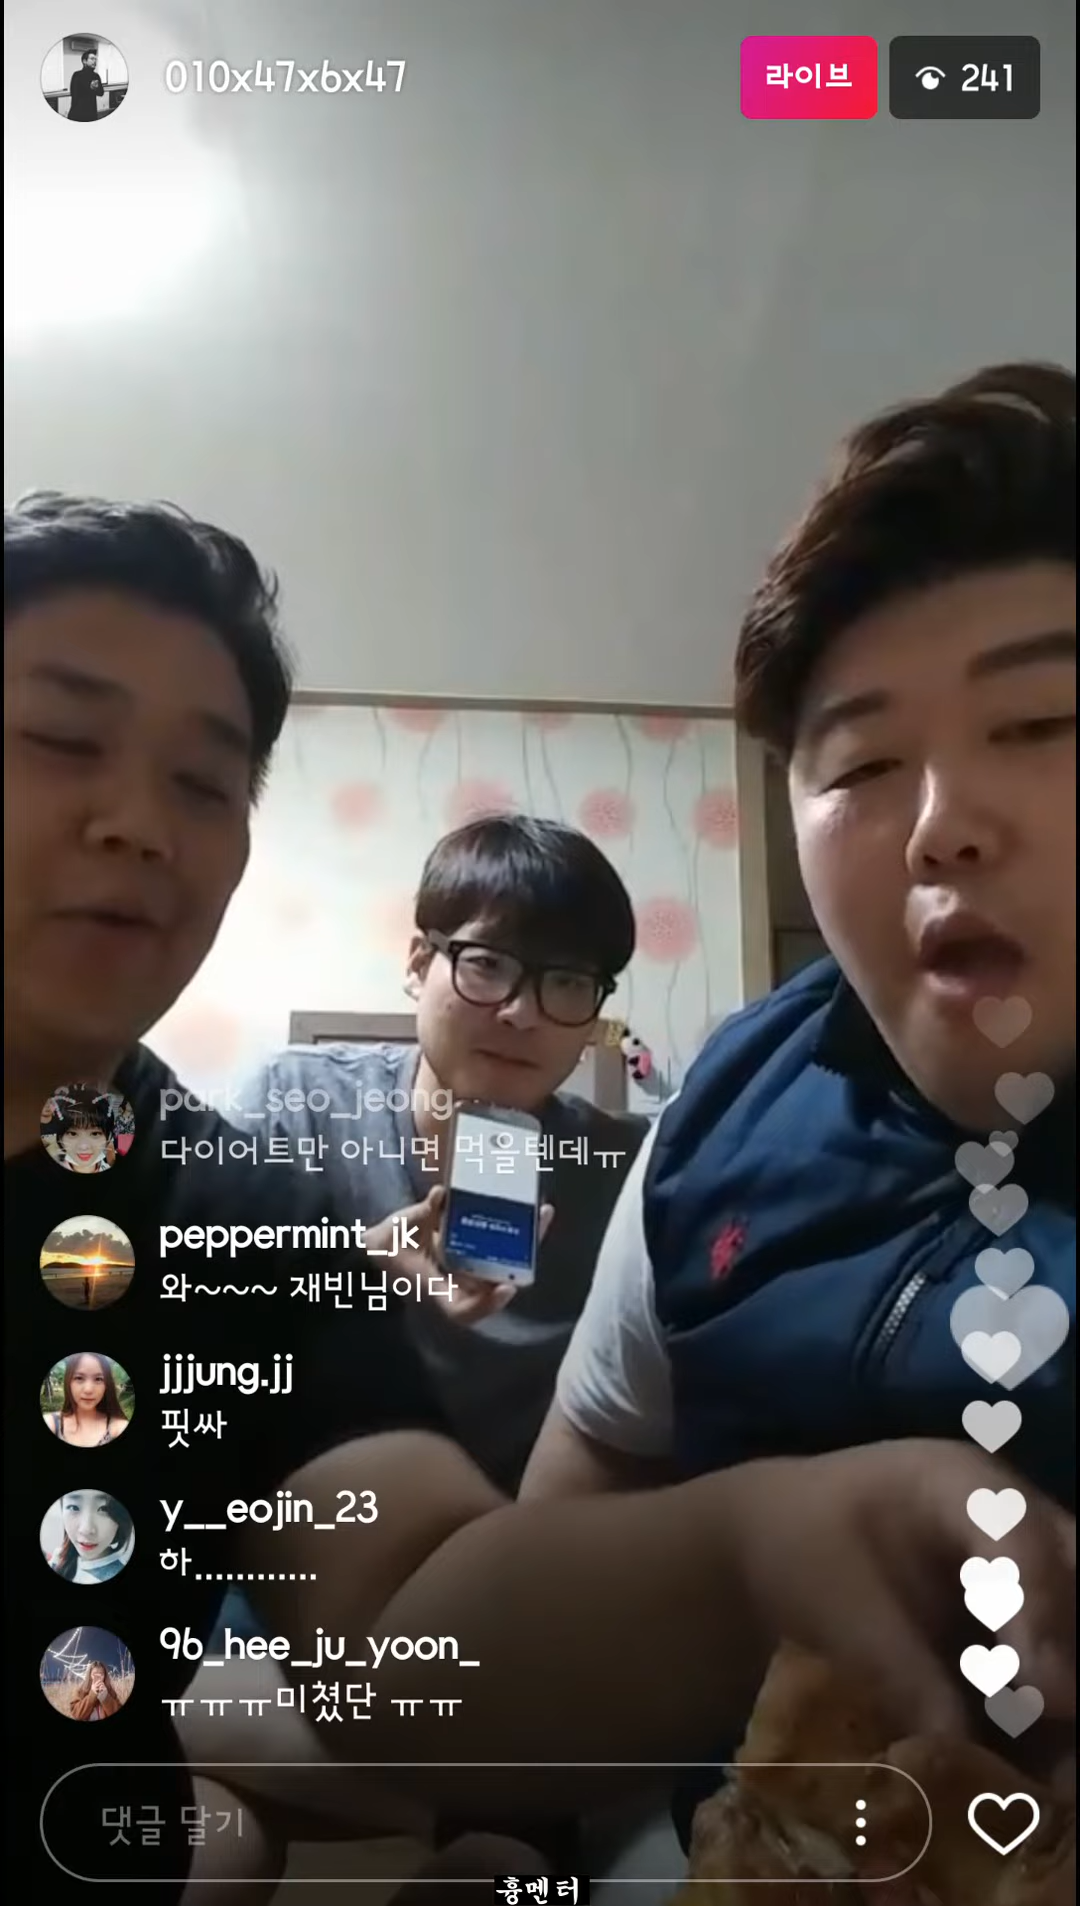 010x47x6x47
라이브
241
park_seo_jeong
다이어트만 아니면 먹을텐데ㅠ
peppermint_jk
와~~~ 재빈님이다
jjjung.jj
핏싸
y__eojin_23
하............
96_hee_ju_yoon_
ㅠㅠㅠ미쳤단 ㅠㅠ
댓글 달기
흥멘터